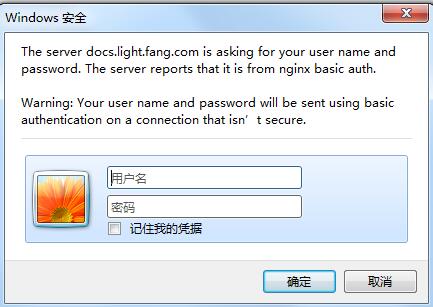 Windows 安全
The server docs.light.fang.com is asking for your user name and
password. The server reports that it is from nginx basic auth.
Warning: Your user name and password will be sent using basic
authentication on a connection that isn't secure.
用户名
密码
记住我的凭据
确定
取消